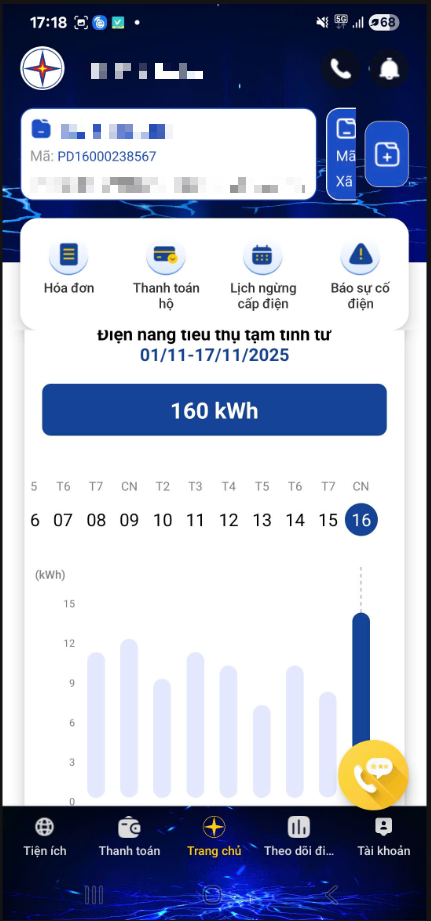 17:18 5G 68
Mã: PD16000238567
Mã
Xã
Hóa đơn
Thanh toán hộ
Lịch ngừng cấp điện
Báo sự cố điện
Điện năng tiêu thụ tạm tính từ
01/11-17/11/2025
160 kWh
5 T6 T7 CN T2 T3 T4 T5 T6 T7 CN
6 07 08 09 10 11 12 13 14 15 16
(kWh)
15
12
9
6
3
0
Tiện ích Thanh toán Trang chủ Theo dõi đi... Tài khoản